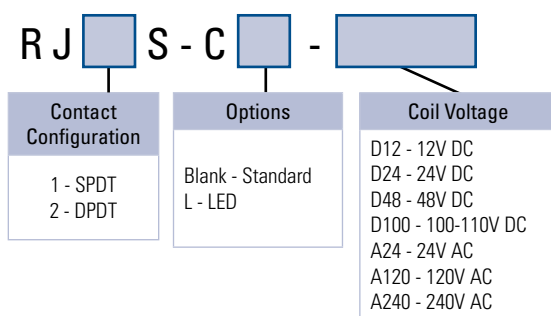 RJ S - C -
Contact
Configuration
1 - SPDT
2 - DPDT
Options
Blank - Standard
L - LED
Coil Voltage
D12 - 12V DC
D24 - 24V DC
D48 - 48V DC
D100 - 100-110V DC
A24 - 24V AC
A120 - 120V AC
A240 - 240V AC